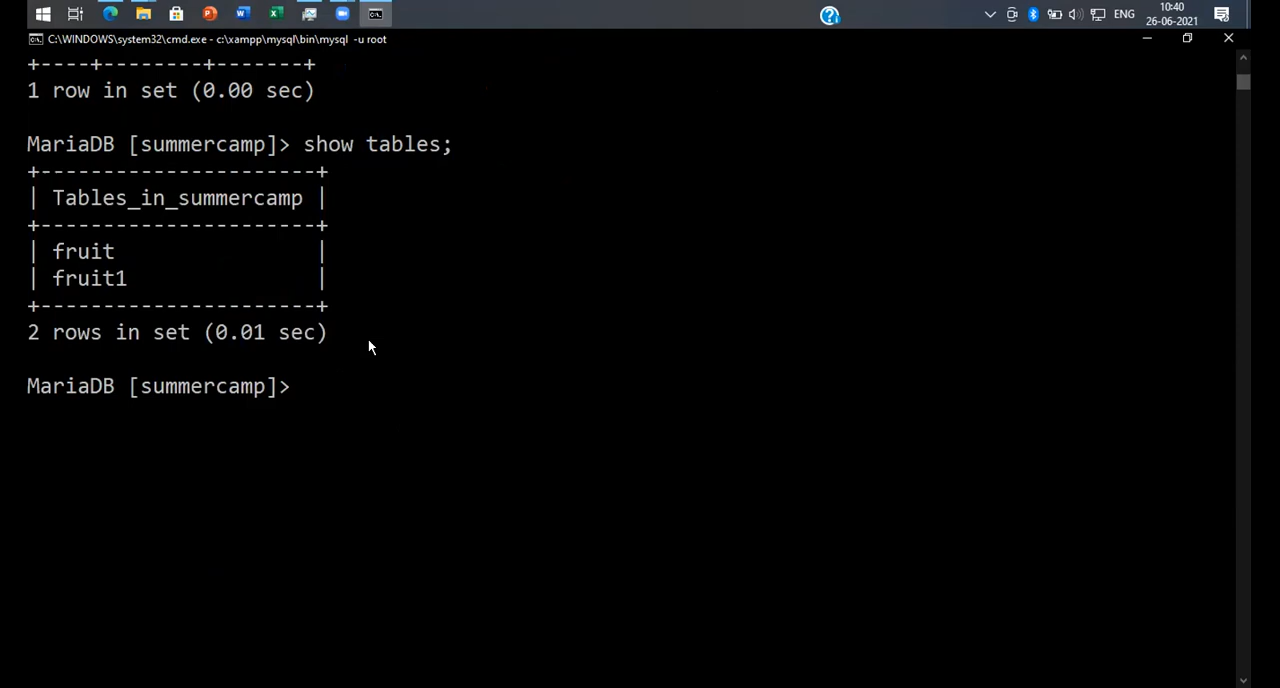 10:40
ENG
26-06-2021
C:\WINDOWS\system32\cmd.exe - c:\xampp\mysql\bin\mysql -u root
+----+--------+-------+
1 row in set (0.00 sec)
MariaDB [summercamp]> show tables;
+----------------------+
| Tables_in_summercamp |
+----------------------+
| fruit                |
| fruit1               |
+----------------------+
2 rows in set (0.01 sec)
MariaDB [summercamp]>